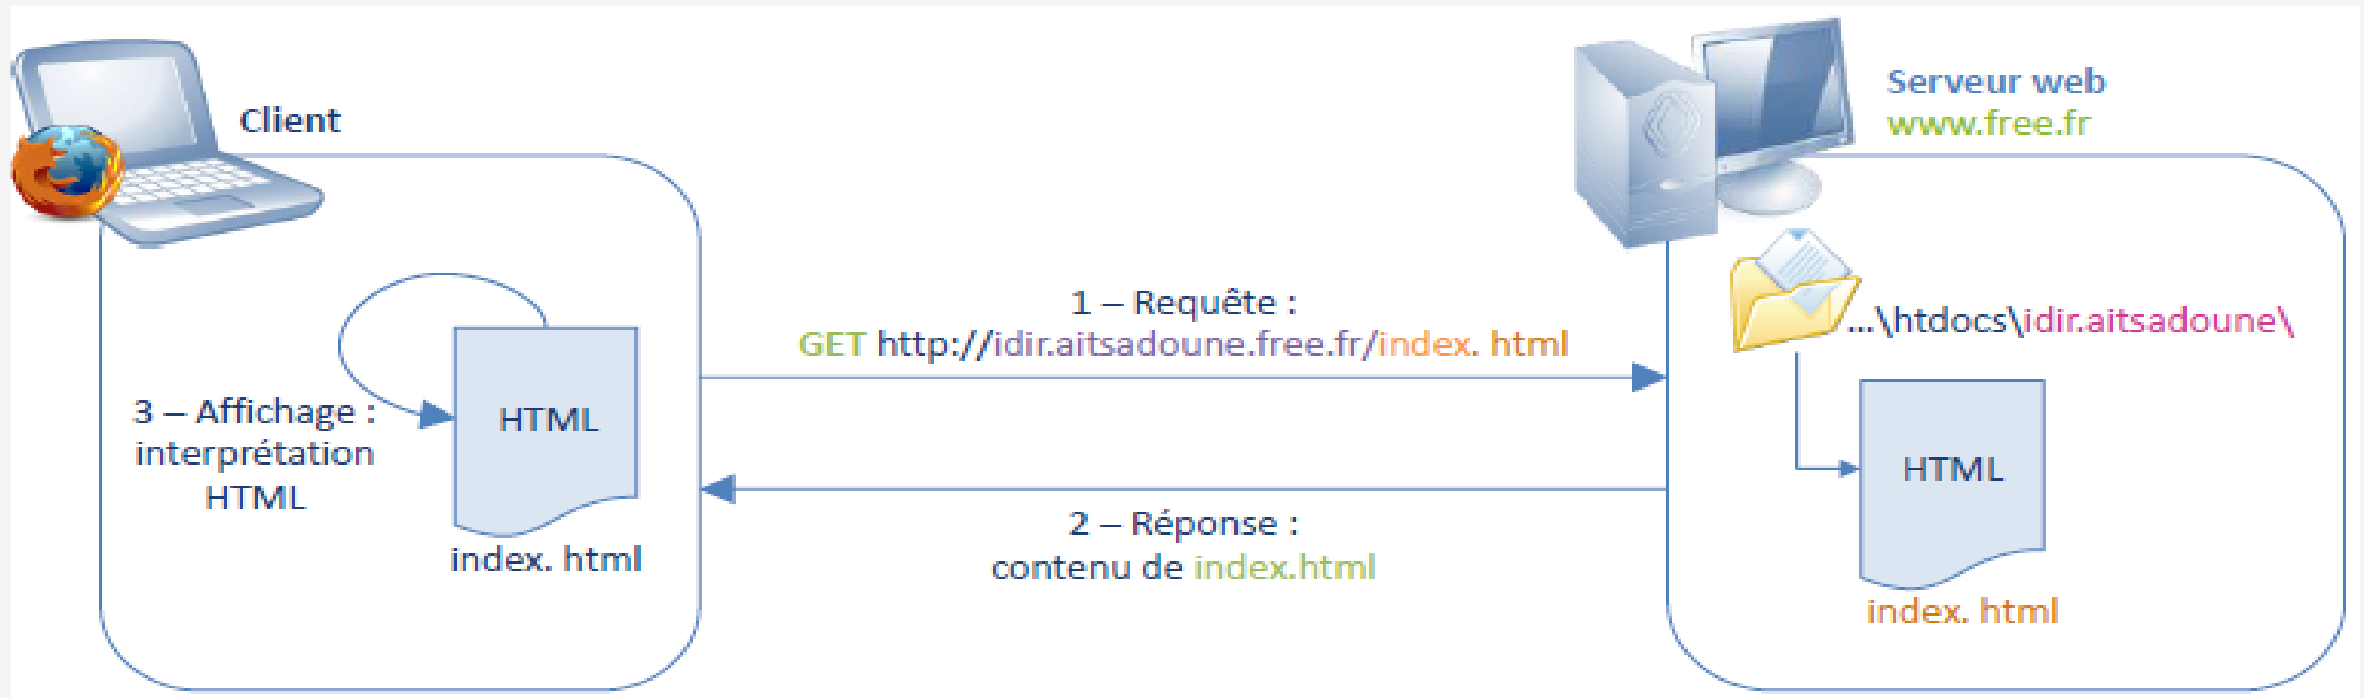 Client
Serveur web
www.free.fr
1 – Requête :
GET http://idir.aitsadoune.free.fr/index. html
...\htdocs\idir.aitsadoune\
3 – Affichage :
interprétation
HTML
HTML
index. html
2 – Réponse :
contenu de index.html
HTML
index. html